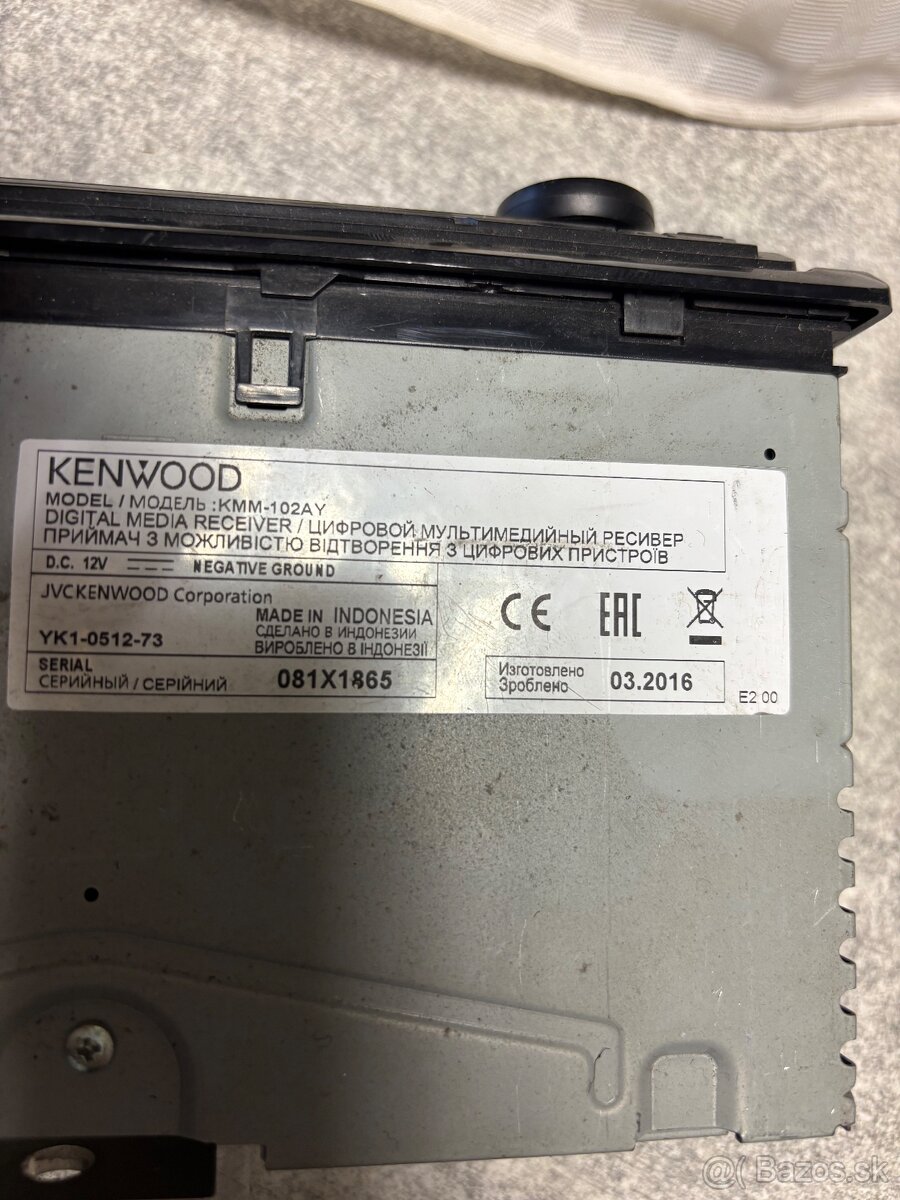 KENWOOD
MODEL / МОДЕЛЬ :KMM-102AY
DIGITAL MEDIA RECEIVER / ЦИФРОВОЙ МУЛЬТИМЕДИЙНЫЙ РЕСИВЕР
ПРИЙМАЧ З МОЖЛИВІСТЮ ВІДТВОРЕННЯ З ЦИФРОВИХ ПРИСТРОЇВ
D.C. 12V NEGATIVE GROUND
JVCKENWOOD Corporation
MADE IN INDONESIA
СДЕЛАНО В ИНДОНЕЗИИ
YK1-0512-73
ВИРОБЛЕНО В ІНДОНЕЗІЇ
SERIAL
СЕРИЙНЫЙ / СЕРІЙНИЙ 081X1865
CE EAC
Изготовлено
Зроблено 03.2016
E2 00
@( Bazos.sk